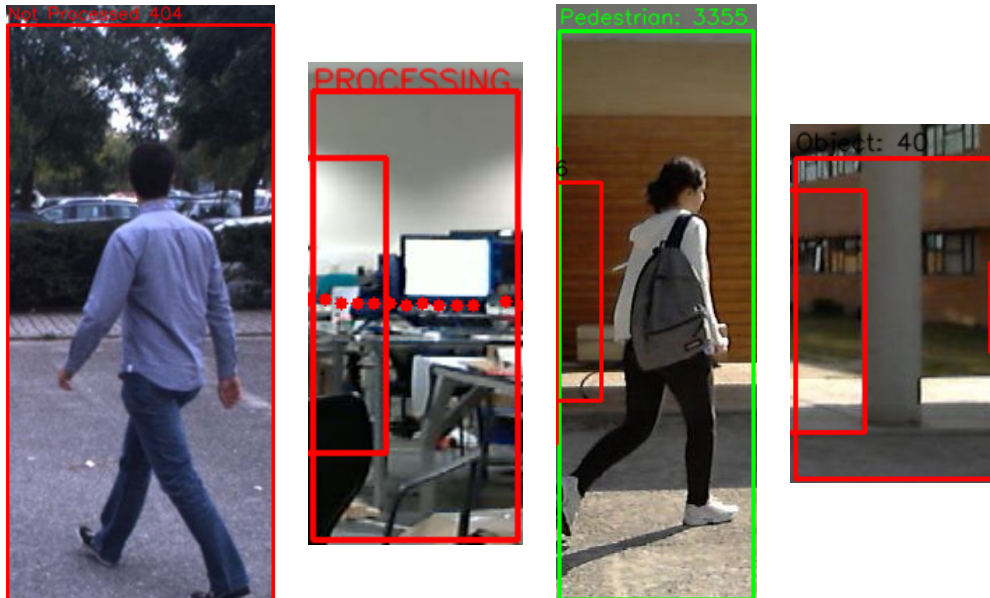 Not Processed 404
PROCESSING
Pedestrian: 3355
6
Object: 40